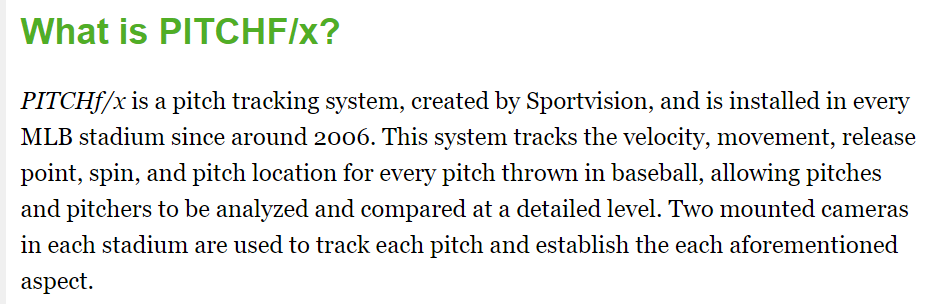 What is PITCHF/x?
PITCHf/x is a pitch tracking system, created by Sportvision, and is installed in every
MLB stadium since around 2006. This system tracks the velocity, movement, release
point, spin, and pitch location for every pitch thrown in baseball, allowing pitches
and pitchers to be analyzed and compared at a detailed level. Two mounted cameras
in each stadium are used to track each pitch and establish the each aforementioned
aspect.